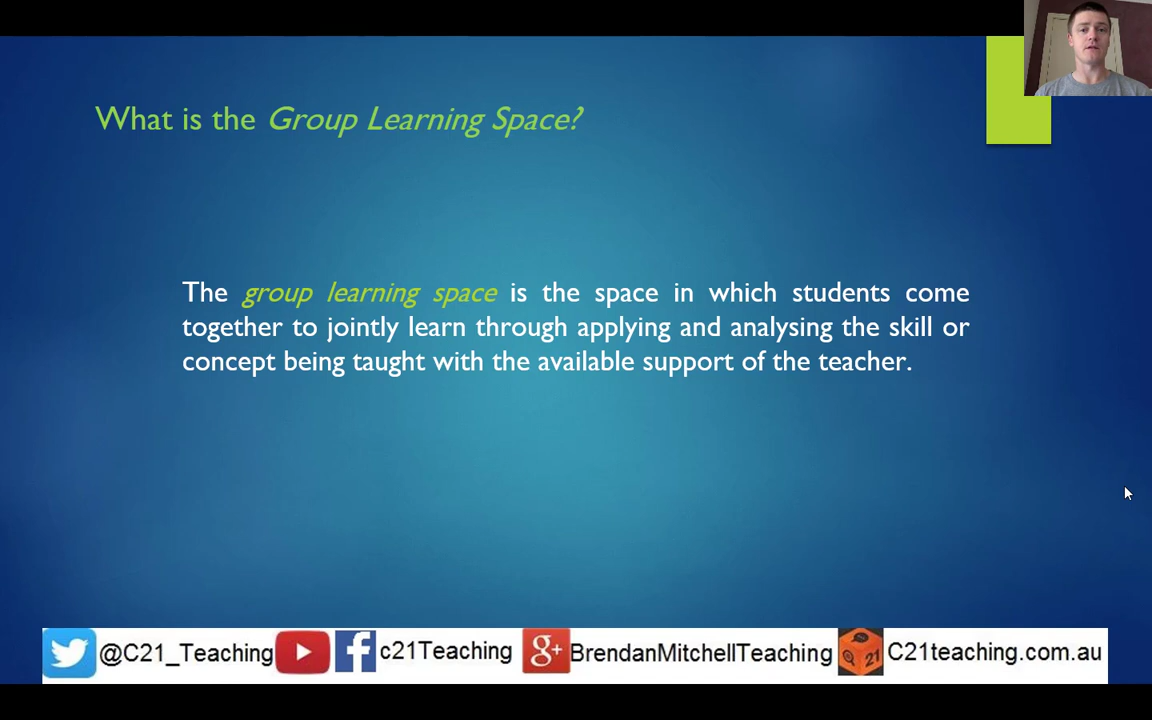 What is the Group Learning Space?
The group learning space is the space in which students come
together to jointly learn through applying and analysing the skill or
concept being taught with the available support of the teacher.
@C21_Teaching c21Teaching g+ BrendanMitchellTeaching 21 C21teaching.com.au